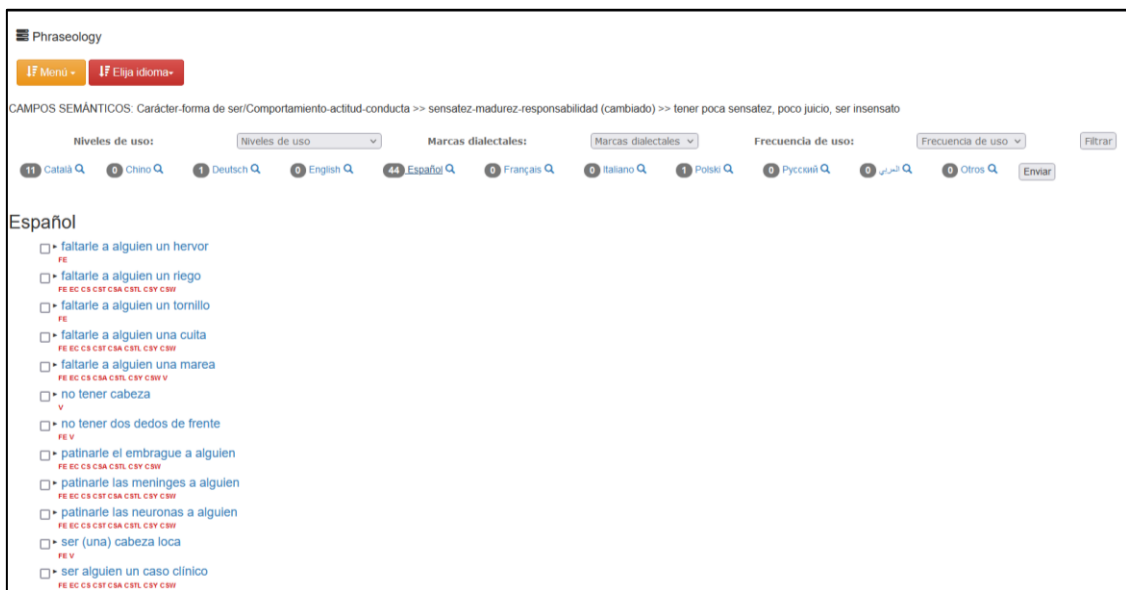 Phraseology
Menú Elija idioma
CAMPOS SEMÁNTICOS: Carácter-forma de ser/Comportamiento-actitud-conducta >> sensatez-madurez-responsabilidad (cambiado) >> tener poca sensatez, poco juicio, ser insensato
Niveles de uso: Niveles de uso Marcas dialectales: Marcas dialectales Frecuencia de uso: Frecuencia de uso Filtrar
11 Català 0 Chino 1 Deutsch 0 English 44 Español 0 Français 0 Italiano 1 Polski 0 Русский 0 العربي 0 Otros Enviar
Español
faltarle a alguien un hervor
FE
faltarle a alguien un riego
FE EC CS CST CSA CSTL CSY CSW
faltarle a alguien un tornillo
FE
faltarle a alguien una cuita
FE EC CS CST CSA CSTL CSY CSW
faltarle a alguien una marea
FE EC CS CSA CSTL CSY CSW V
no tener cabeza
V
no tener dos dedos de frente
FE V
patinarle el embrague a alguien
FE EC CS CSA CSTL CSY CSW
patinarle las meninges a alguien
FE EC CS CST CSA CSTL CSY CSW
patinarle las neuronas a alguien
FE EC CS CST CSA CSTL CSY CSW
ser (una) cabeza loca
FE V
ser alguien un caso clínico
FE EC CS CST CSA CSTL CSY CSW